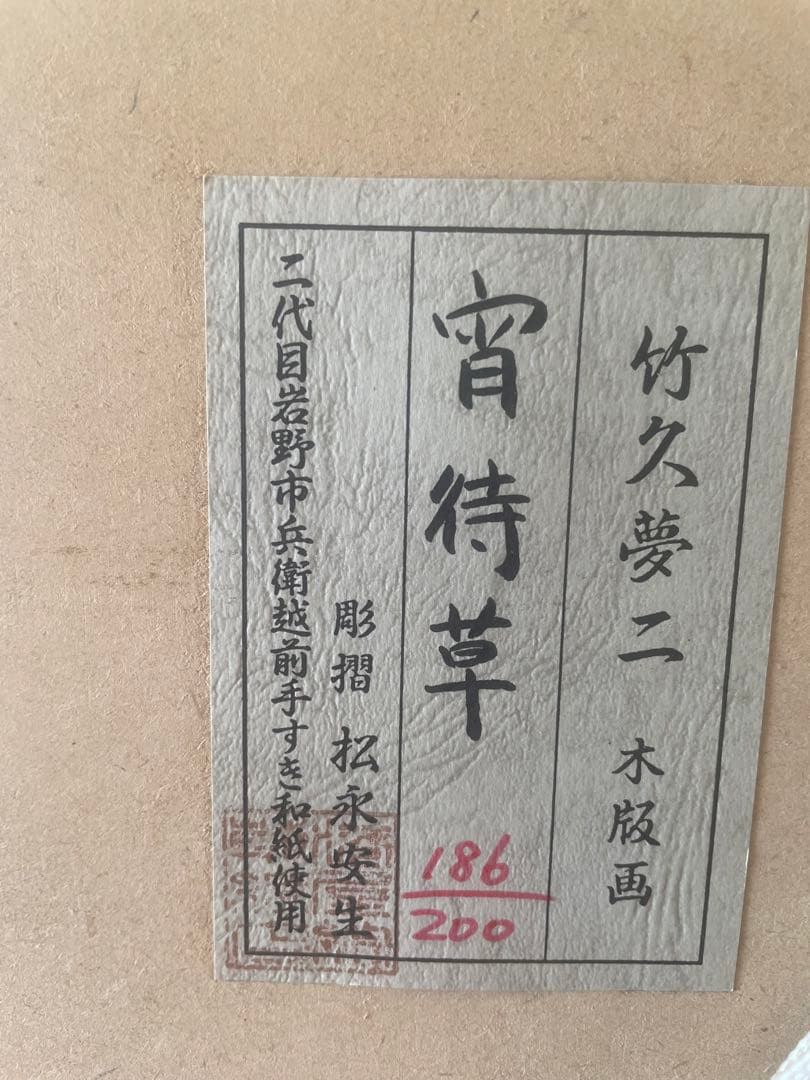 竹久夢二 木版画
宵待草
186/200
彫摺 松永安生
二代目岩野市兵衛越前手すき和紙使用